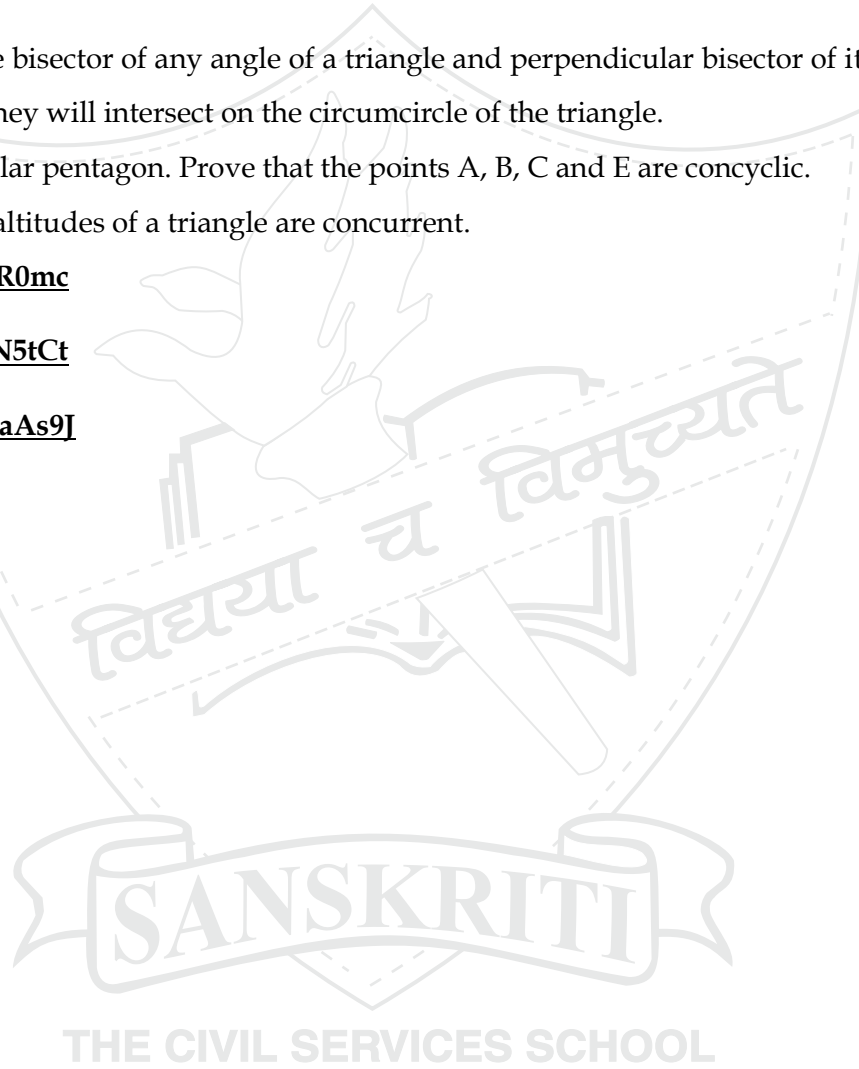 e bisector of any angle of a triangle and perpendicular bisector of it
hey will intersect on the circumcircle of the triangle.
lar pentagon. Prove that the points A, B, C and E are concyclic.
altitudes of a triangle are concurrent.
R0mc
N5tCt
aAs9J
विद्यया च विमुच्यते
SANSKRITI
THE CIVIL SERVICES SCHOOL